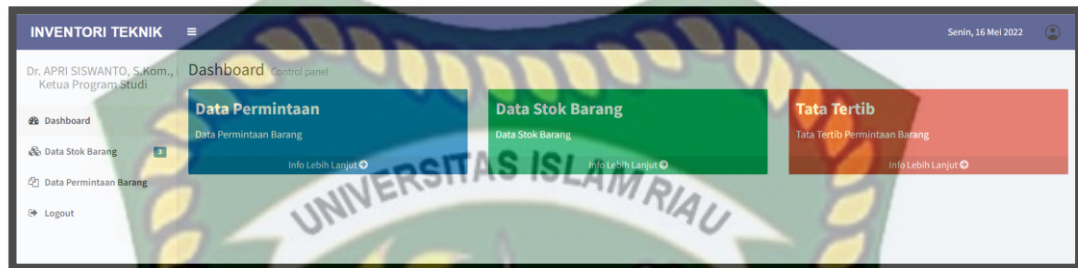 INVENTORI TEKNIK
Senin, 16 Mei 2022
Dr. APRI SISWANTO, S.Kom.,
Ketua Program Studi
Dashboard
Data Stok Barang 3
Data Permintaan Barang
Logout
Dashboard Control panel
Data Permintaan
Data Permintaan Barang
Info Lebih Lanjut
Data Stok Barang
Data Stok Barang
Info Lebih Lanjut
Tata Tertib
Tata Tertib Permintaan Barang
Info Lebih Lanjut
UNIVERSITAS ISLAM RIAU